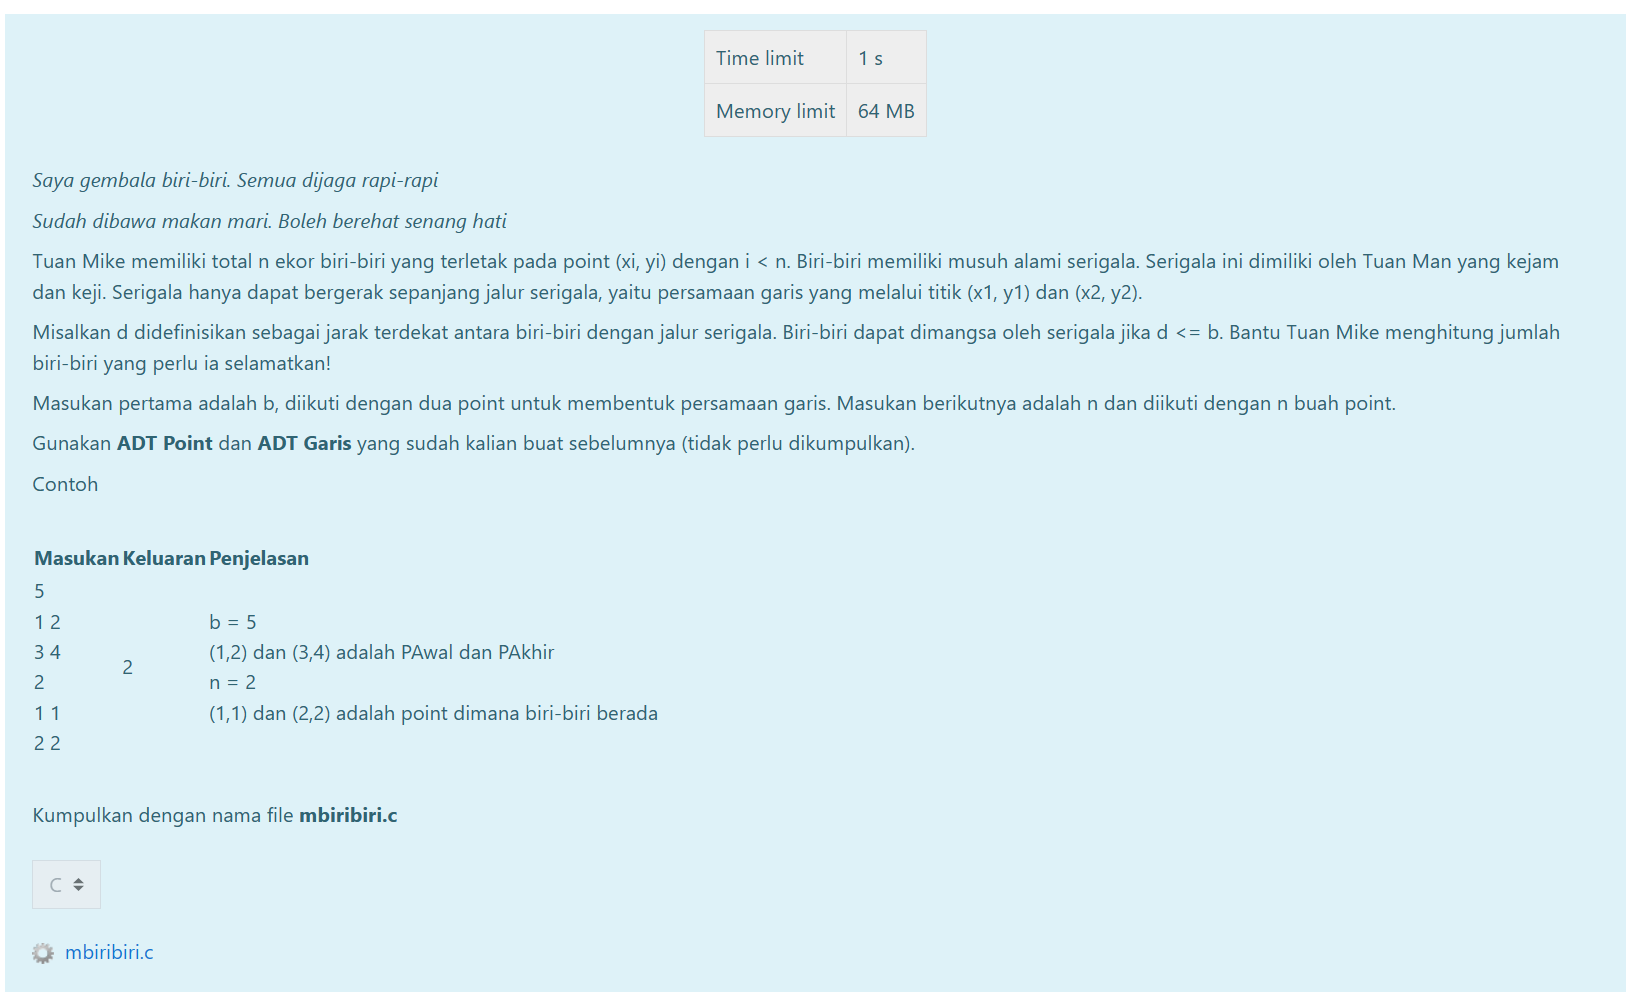 Time limit 1 s
Memory limit 64 MB
Saya gembala biri-biri. Semua dijaga rapi-rapi
Sudah dibawa makan mari. Boleh berehat senang hati
Tuan Mike memiliki total n ekor biri-biri yang terletak pada point (xi, yi) dengan i < n. Biri-biri memiliki musuh alami serigala. Serigala ini dimiliki oleh Tuan Man yang kejam
dan keji. Serigala hanya dapat bergerak sepanjang jalur serigala, yaitu persamaan garis yang melalui titik (x1, y1) dan (x2, y2).
Misalkan d didefinisikan sebagai jarak terdekat antara biri-biri dengan jalur serigala. Biri-biri dapat dimangsa oleh serigala jika d <= b. Bantu Tuan Mike menghitung jumlah
biri-biri yang perlu ia selamatkan!
Masukan pertama adalah b, diikuti dengan dua point untuk membentuk persamaan garis. Masukan berikutnya adalah n dan diikuti dengan n buah point.
Gunakan ADT Point dan ADT Garis yang sudah kalian buat sebelumnya (tidak perlu dikumpulkan).
Contoh
Masukan Keluaran Penjelasan
5
1 2 b = 5
3 4 (1,2) dan (3,4) adalah PAwal dan PAkhir
2
2 n = 2
1 1 (1,1) dan (2,2) adalah point dimana biri-biri berada
2 2
Kumpulkan dengan nama file mbiribiri.c
C
mbiribiri.c